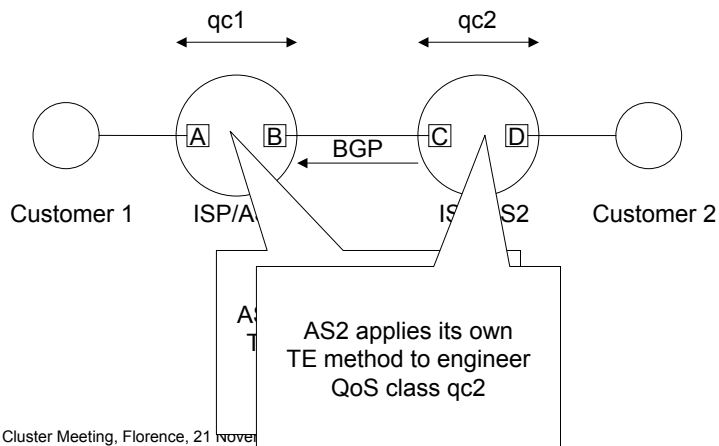 qc1
qc2
A
B
C
D
BGP
Customer 1
Customer 2
AS2 applies its own
TE method to engineer
QoS class qc2
Cluster Meeting, Florence, 21